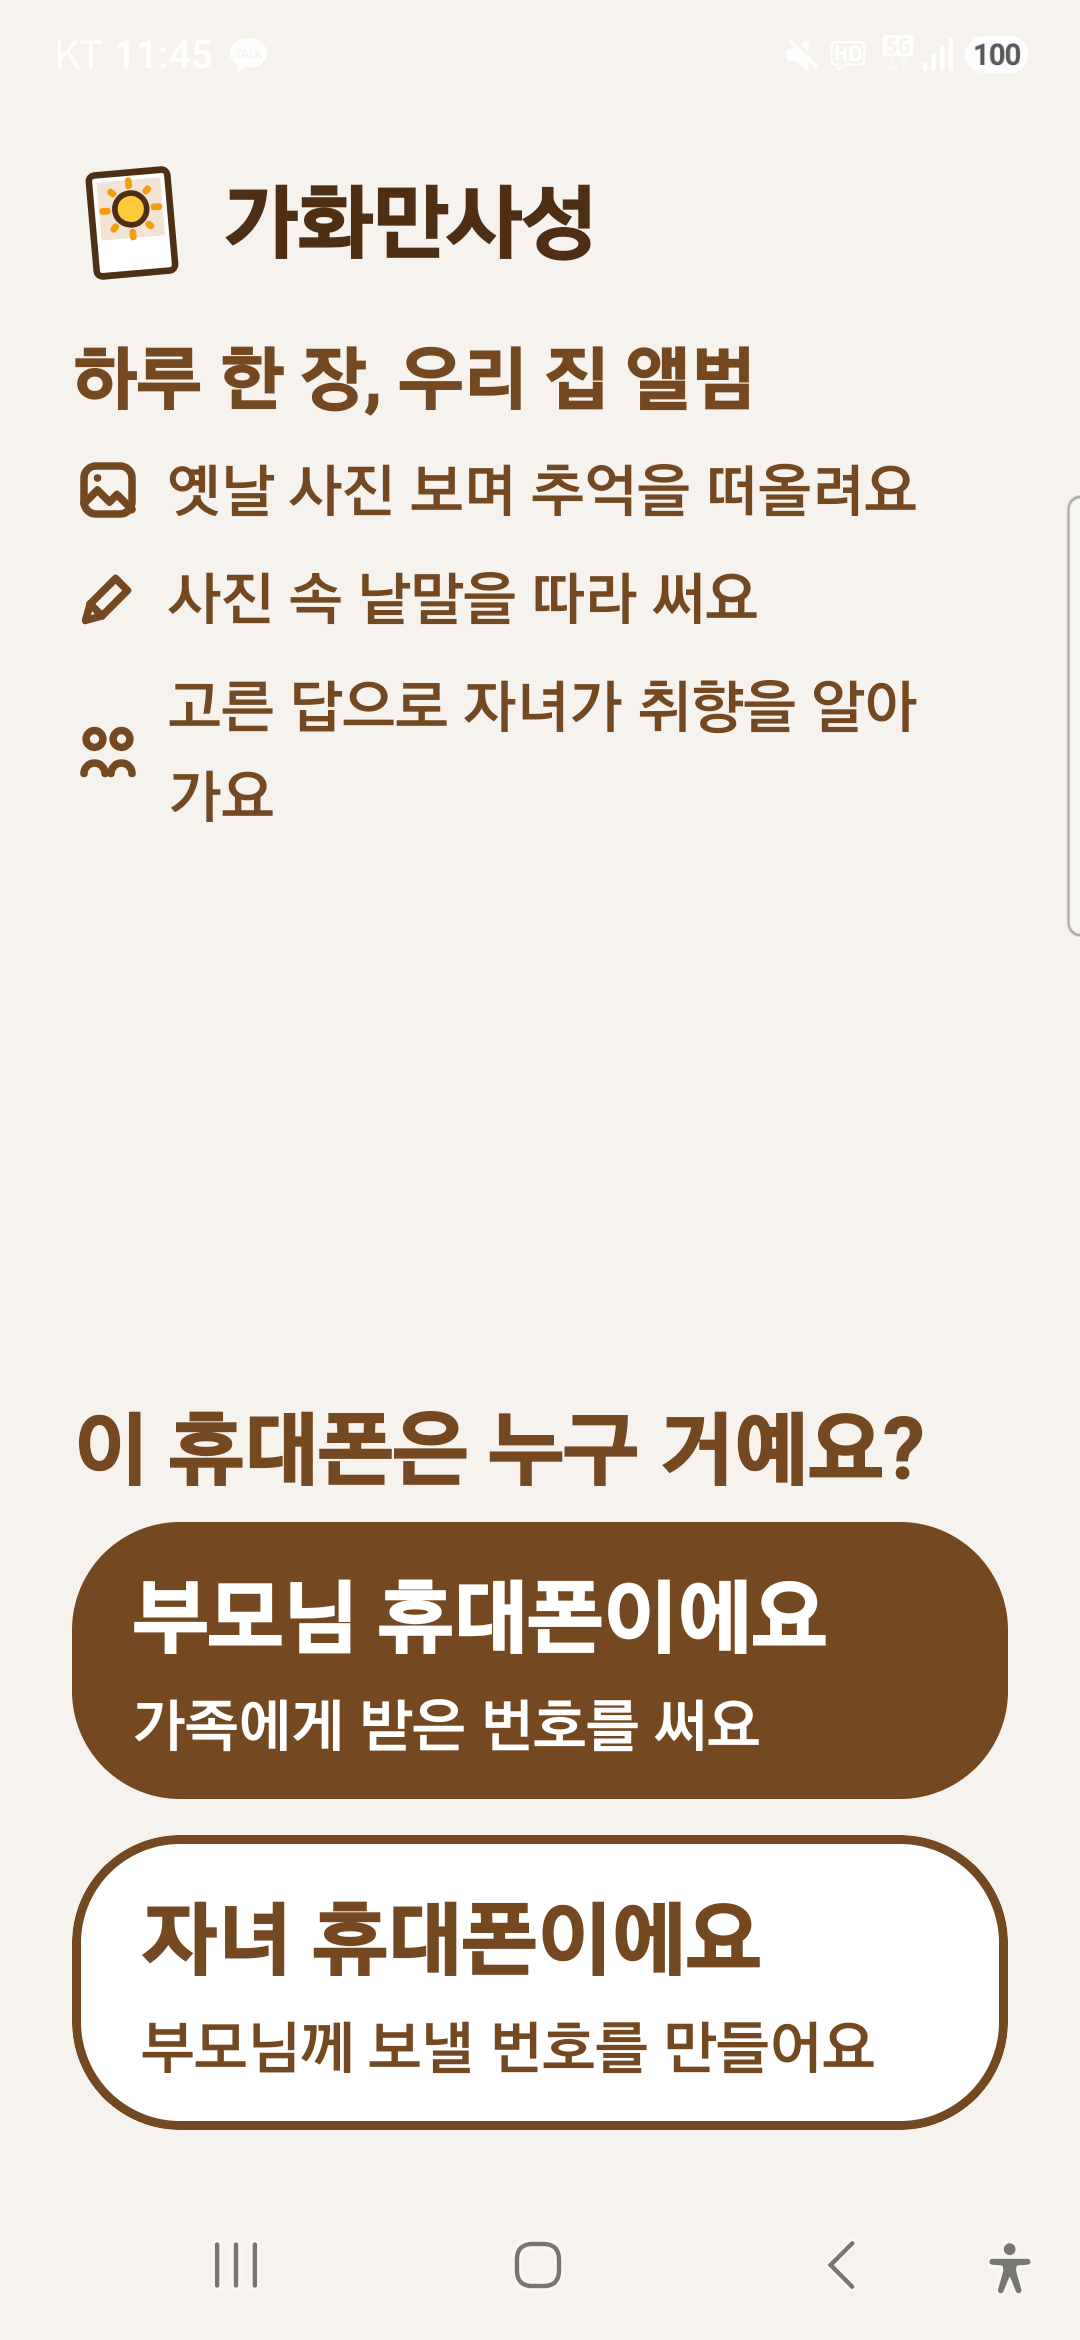 KT 11:45 TALK HD 5G 100
가화만사성
하루 한 장, 우리 집 앨범
옛날 사진 보며 추억을 떠올려요
사진 속 낱말을 따라 써요
고른 답으로 자녀가 취향을 알아
가요
이 휴대폰은 누구 거예요?
부모님 휴대폰이에요
가족에게 받은 번호를 써요
자녀 휴대폰이에요
부모님께 보낼 번호를 만들어요